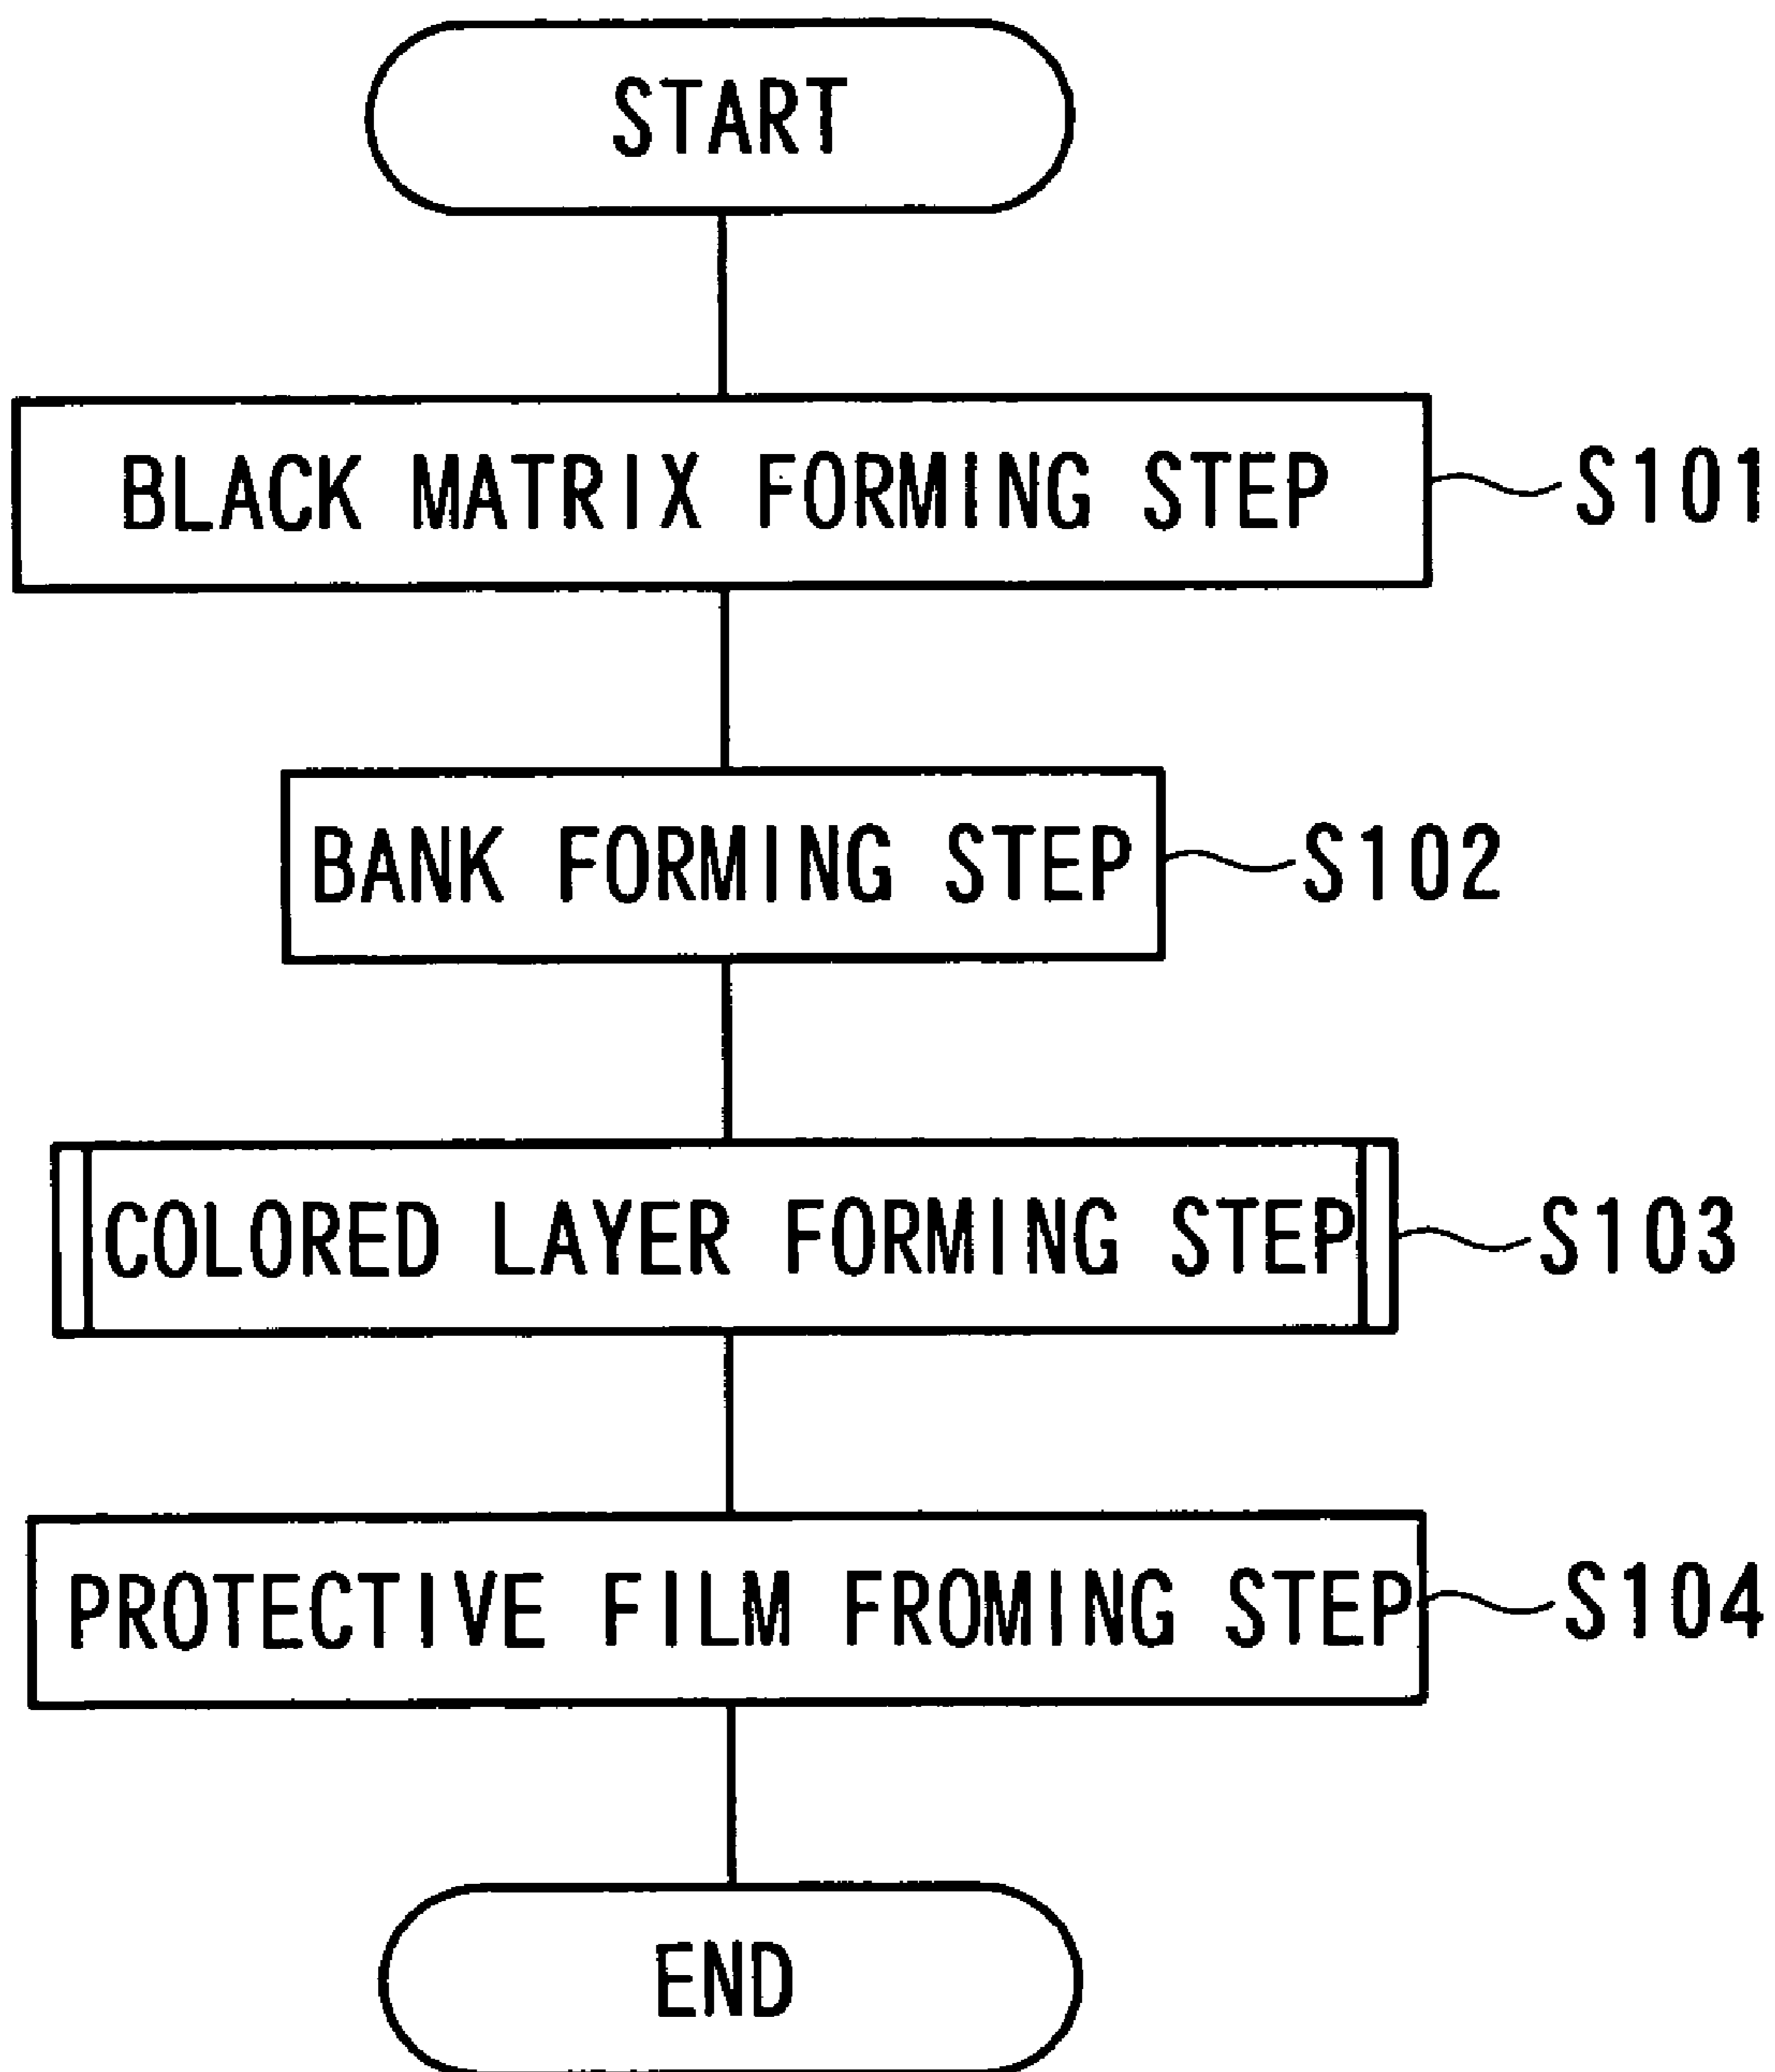 START
BLACK MATRIX FORMING STEP S101
BANK FORMING STEP S102
COLORED LAYER FORMING STEP S103
PROTECTIVE FILM FROMING STEP S104
END